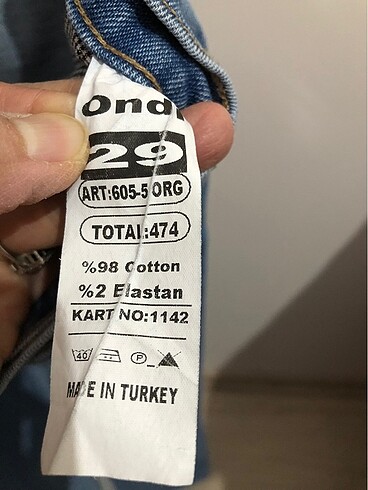 29
ART:605-5 ORG
TOTAL:474
%98 Cotton
%2 Elastan
KART NO:1142
40 P
MADE IN TURKEY